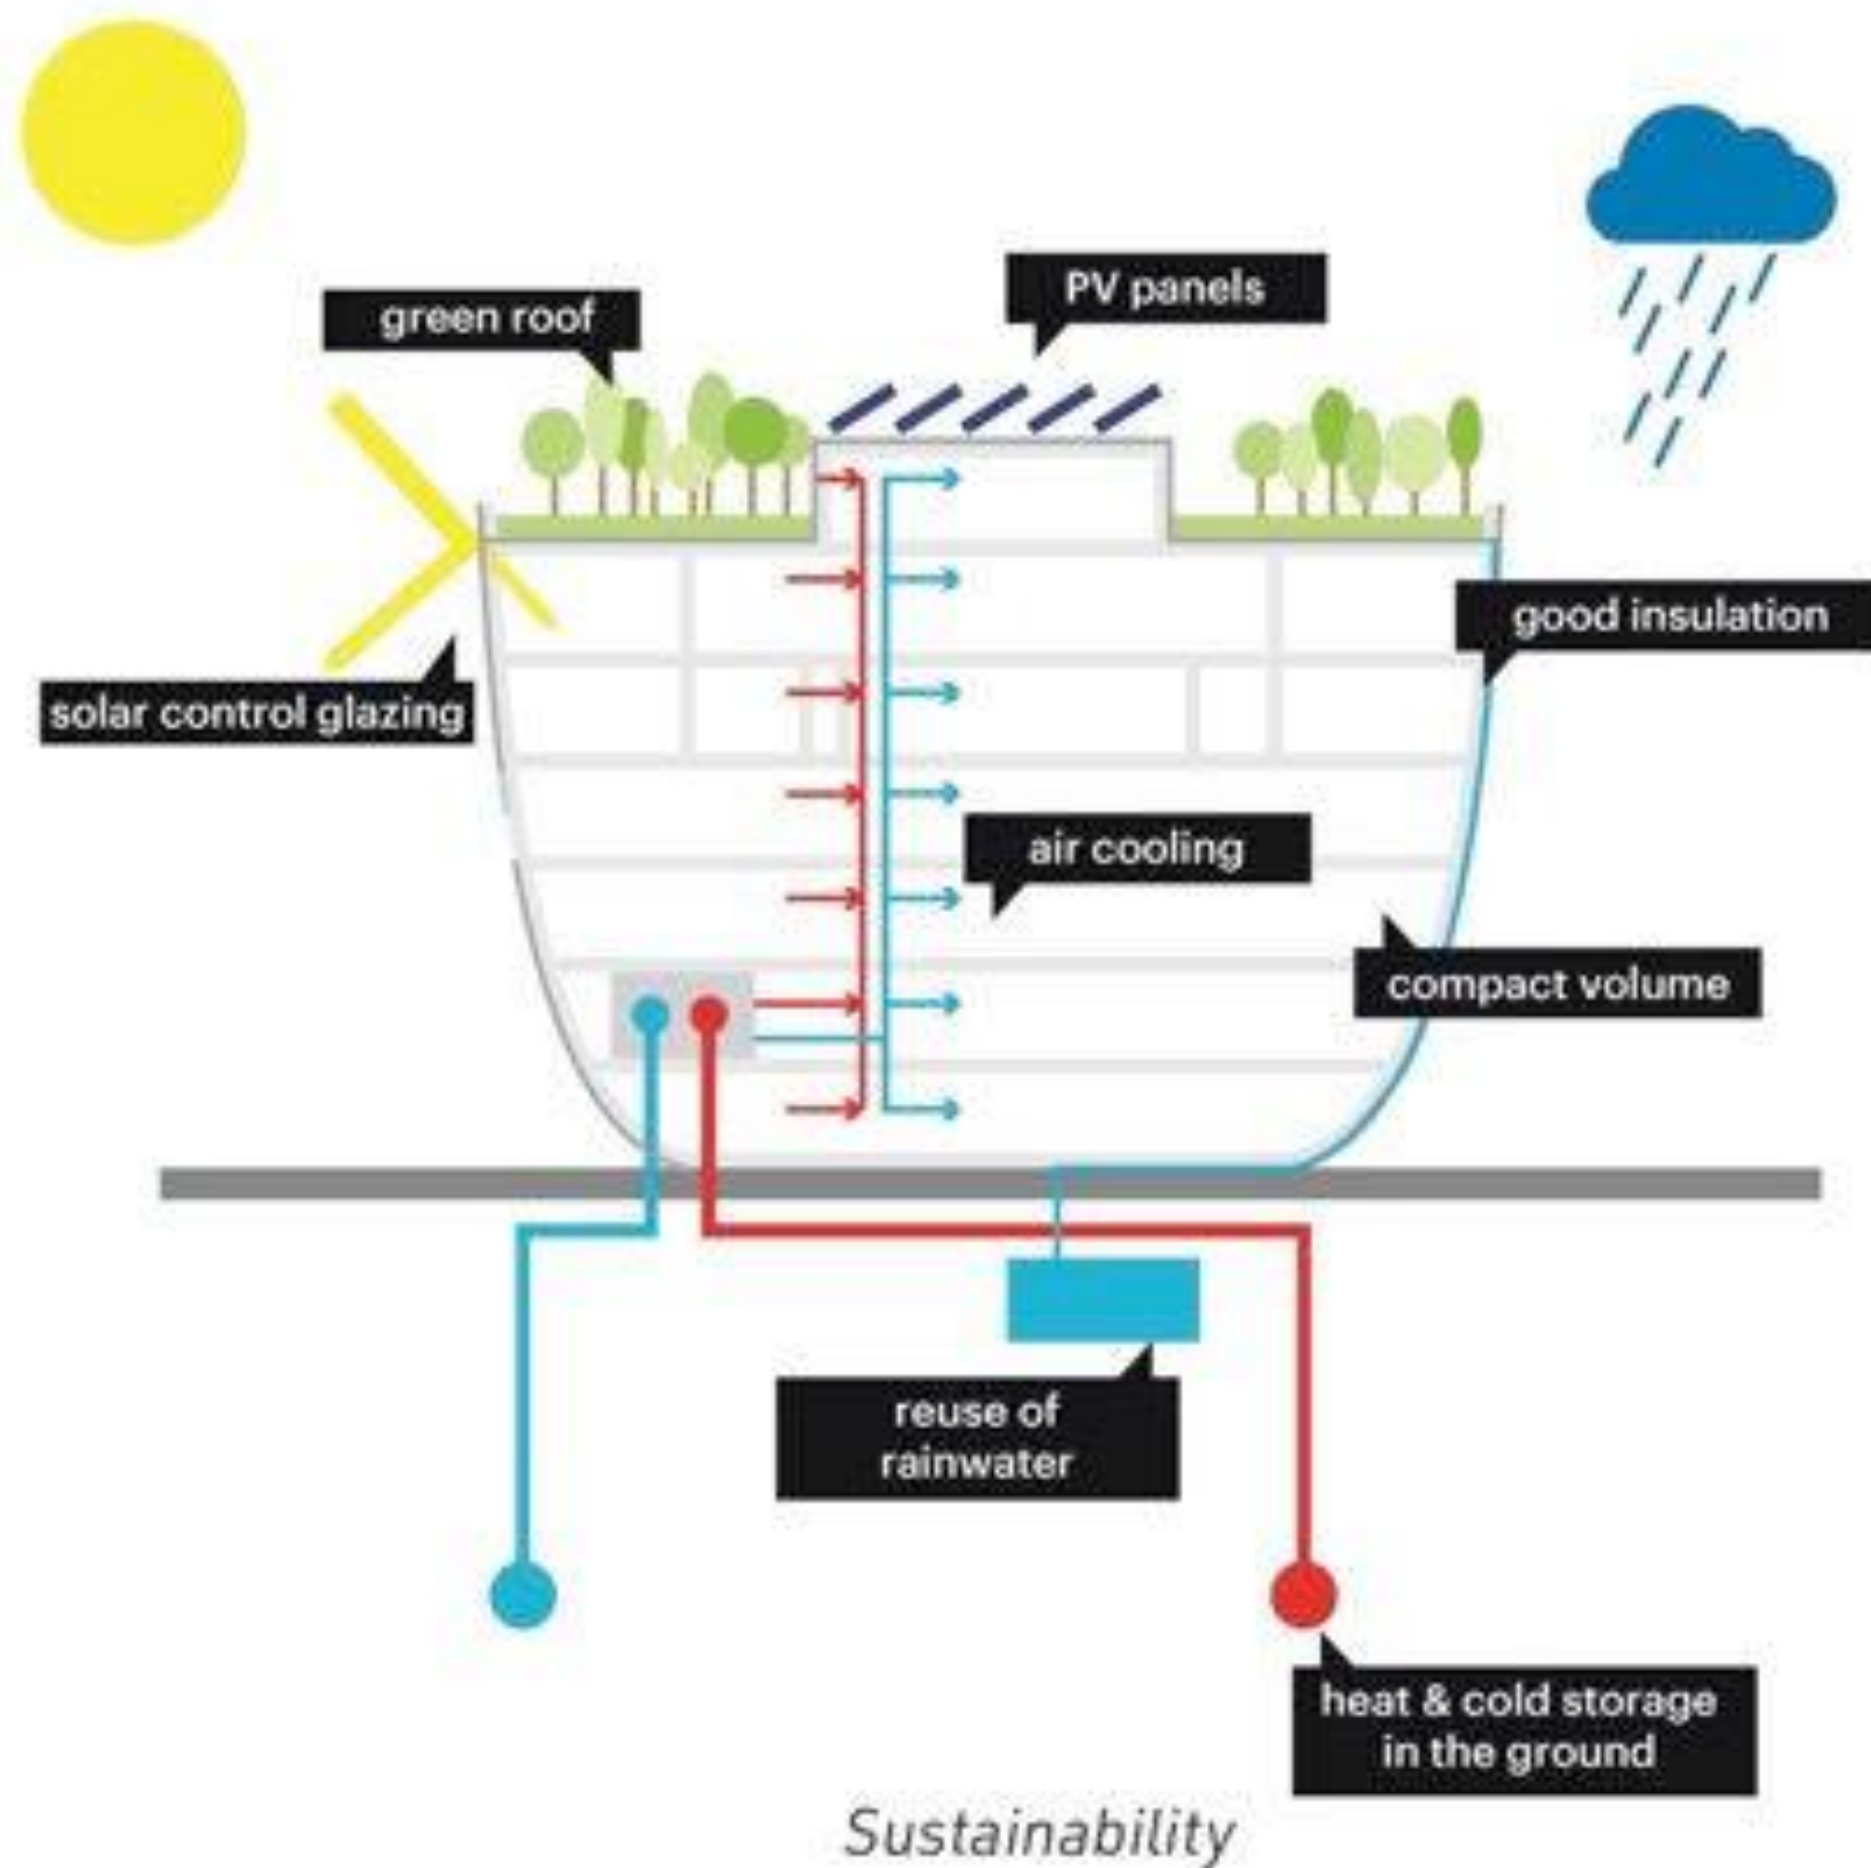 PV panels
green roof
good insulation
solar control glazing
air cooling
compact volume
reuse of
rainwater
heat & cold storage
in the ground
Sustainability